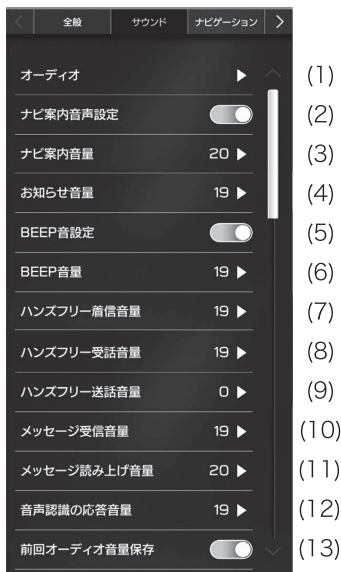 全般 サウンド ナビゲーション
オーディオ (1)
ナビ案内音声設定 (2)
ナビ案内音量 20 (3)
お知らせ音量 19 (4)
BEEP音設定 (5)
BEEP音量 19 (6)
ハンズフリー着信音量 19 (7)
ハンズフリー受話音量 19 (8)
ハンズフリー送話音量 0 (9)
メッセージ受信音量 19 (10)
メッセージ読み上げ音量 20 (11)
音声認識の応答音量 19 (12)
前回オーディオ音量保存 (13)